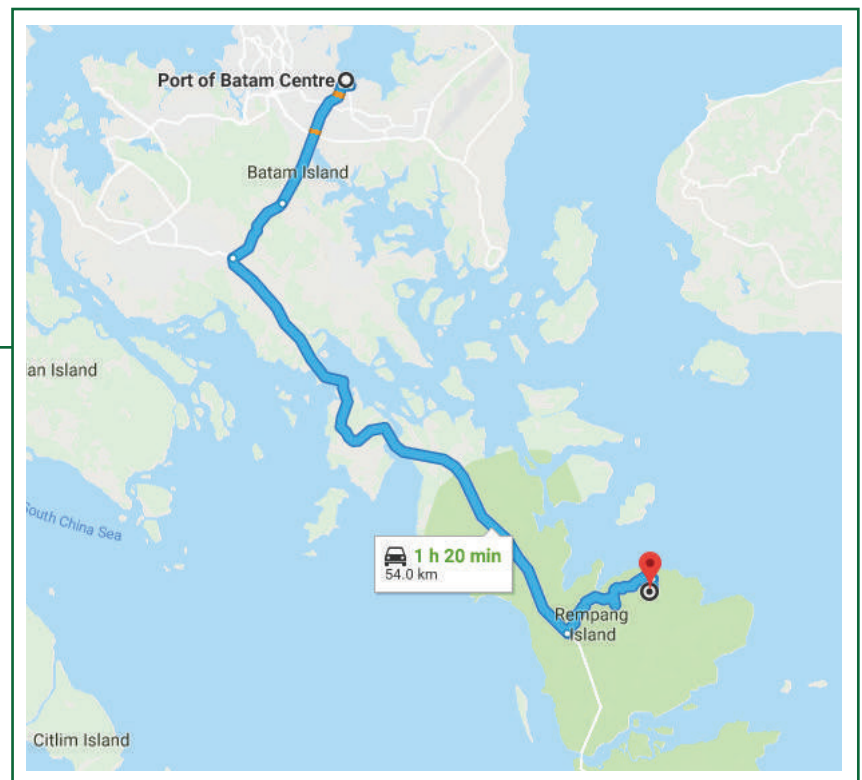 Port of Batam Centre
Batam Island
an Island
South China Sea
1 h 20 min
54.0 km
Rempang
Island
Citlim Island